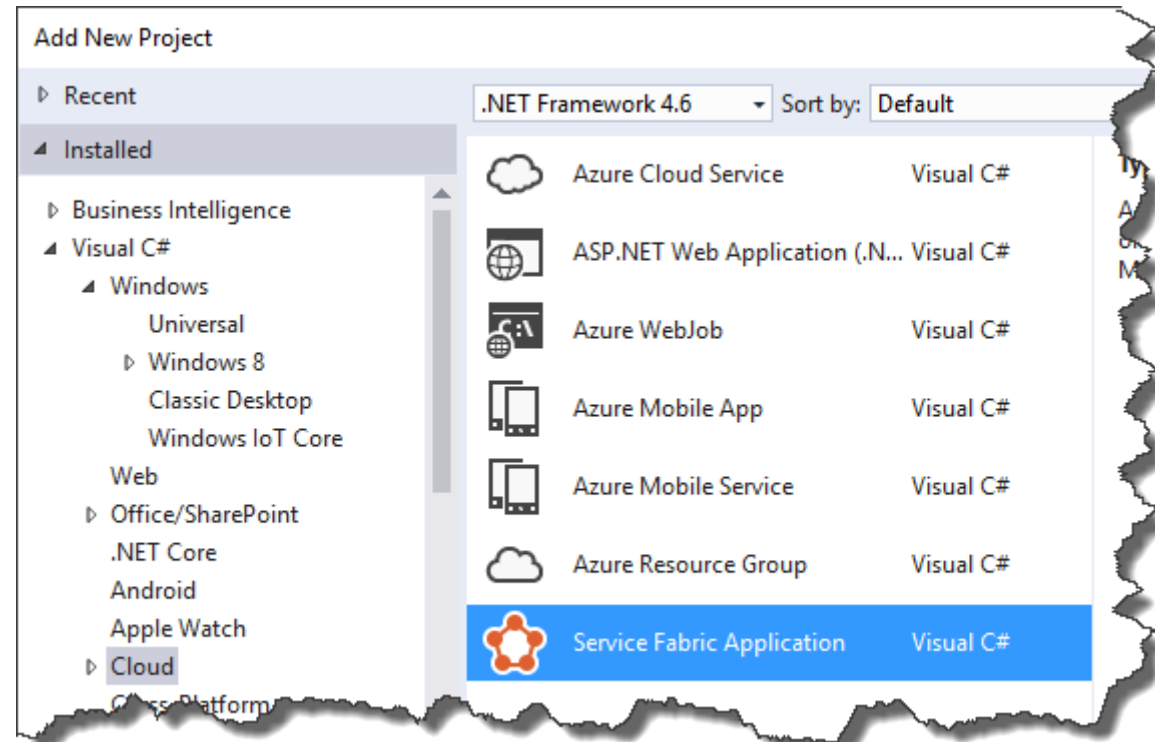 Add New Project
Recent
Installed
Business Intelligence
Visual C#
Windows
Universal
Windows 8
Classic Desktop
Windows IoT Core
Web
Office/SharePoint
.NET Core
Android
Apple Watch
Cloud
.NET Framework 4.6 Sort by: Default
Azure Cloud Service Visual C#
ASP.NET Web Application (.N... Visual C#
C:\
Azure WebJob Visual C#
Azure Mobile App Visual C#
Azure Mobile Service Visual C#
Azure Resource Group Visual C#
Service Fabric Application Visual C#